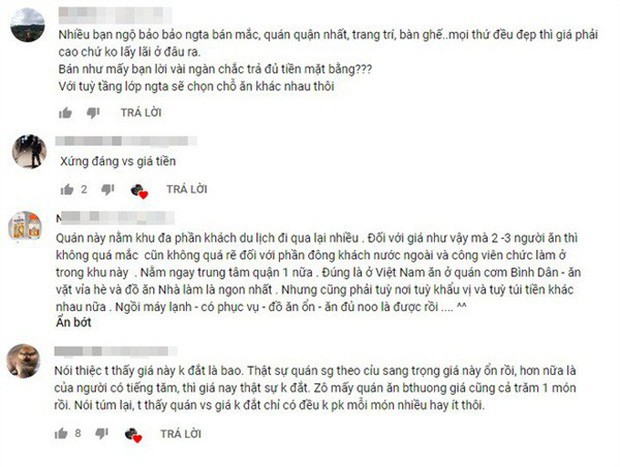 Nhiều bạn ngộ bảo bảo ngta bán mắc, quán quận nhất, trang trí, bàn ghế..mọi thứ đều đẹp thì giá phải
cao chứ ko lấy lãi ở đâu ra.
Bán như mấy bạn lời vài ngàn chắc trả đủ tiền mặt bằng???
Với tuỳ tầng lớp ngta sẽ chọn chỗ ăn khác nhau thôi
TRẢ LỜI
Xứng đáng vs giá tiền
2 TRẢ LỜI
N
Quán này nằm khu đa phần khách du lịch đi qua lại nhiều . Đối với giá như vậy mà 2 -3 người ăn thì
không quá mắc cũn không quá rẽ đối với phần đông khách nước ngoài và công viên chức làm ở
trong khu này . Nằm ngay trung tâm quận 1 nữa . Đúng là ở Việt Nam ăn ở quán cơm Bình Dân - ăn
vặt vỉa hè và đồ ăn Nhà làm là ngon nhất . Nhưng cũng phải tuỳ nơi tuỳ khẩu vị và tuỳ túi tiền khác
nhau nữa . Ngồi máy lạnh - có phục vụ - đồ ăn ổn - ăn đủ noo là được rồi .... ^^
Ẩn bớt
Nói thiệc t thấy giá này k đắt là bao. Thật sự quán sg theo cíu sang trọng giá này ổn rồi, hơn nữa là
của người có tiếng tăm, thì giá nay thật sự k đắt. Zô mấy quán ăn bthuong giá cũng cả trăm 1 món
rồi. Nói túm lại, t thấy quán vs giá k đắt chỉ có đều k pk mỗi món nhiều hay ít thôi.
8 TRẢ LỜI